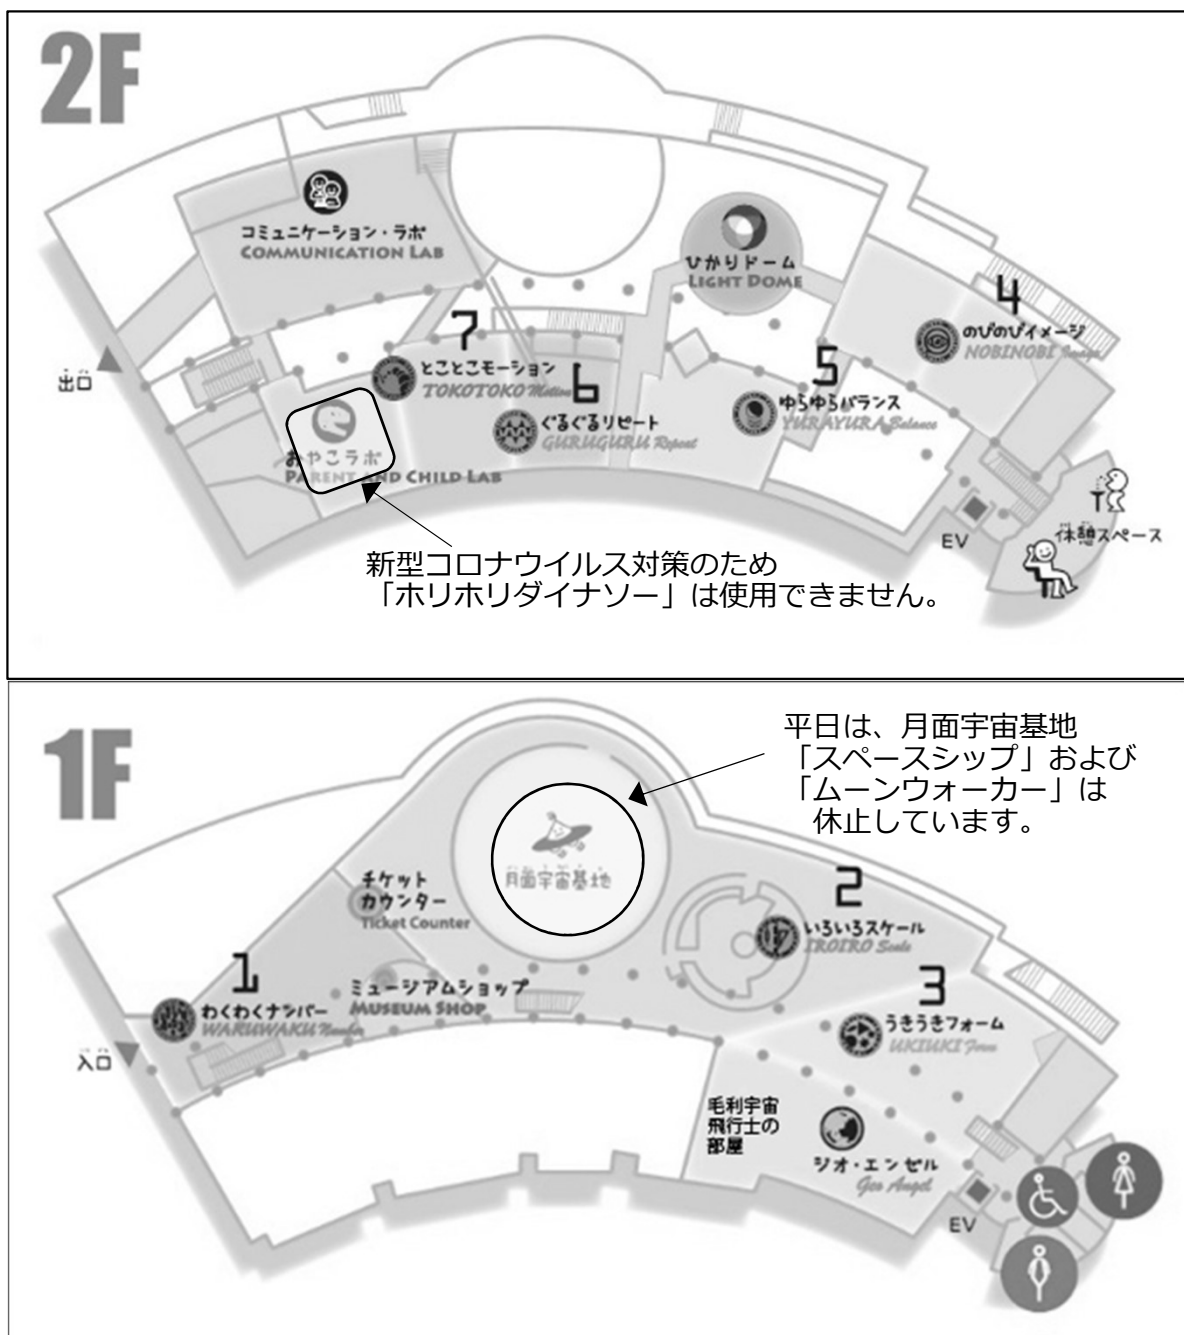 2F
コミュニケーション・ラボ
COMMUNICATION LAB
ひかりドーム
LIGHT DOME
4
のびのびイメージ
NOBINOBI Image
7
とことこモーション
TOKOTOKO Motion
6
ぐるぐるリピート
GURUGURU Repeat
5
ゆらゆらバランス
YURAYURA Balance
出口
おやこラボ
PARENT AND CHILD LAB
EV
休憩スペース
新型コロナウイルス対策のため
「ホリホリダイナソー」は使用できません。
1F
平日は、月面宇宙基地
「スペースシップ」および
「ムーンウォーカー」は
休止しています。
月面宇宙基地
チケット
カウンター
Ticket Counter
2
いろいろスケール
IROIRO Scale
1
わくわくナンバー
WAKUWAKU Number
ミュージアムショップ
MUSEUM SHOP
3
うきうきフォーム
UKIUKI Form
入口
毛利宇宙
飛行士の
部屋
ジオ・エンゼル
Geo Angel
EV